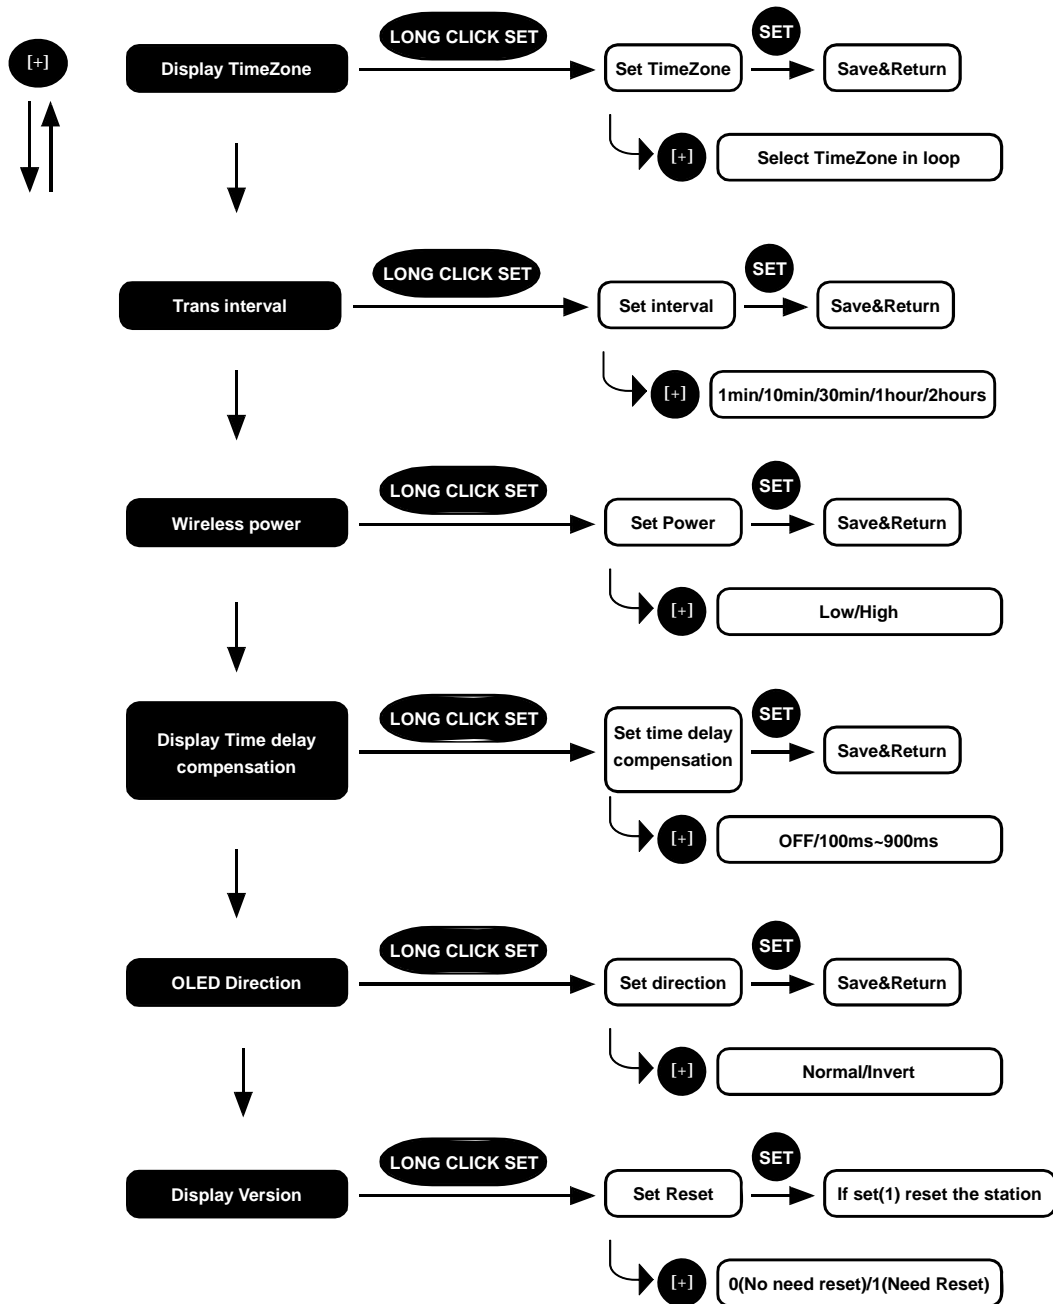 LONG CLICK SET
SET
[+]
Display TimeZone
Set TimeZone
Save&Return
[+]
Select TimeZone in loop
LONG CLICK SET
SET
Trans interval
Set interval
Save&Return
[+]
1min/10min/30min/1hour/2hours
LONG CLICK SET
SET
Wireless power
Set Power
Save&Return
[+]
Low/High
LONG CLICK SET
SET
Display Time delay
compensation
Set time delay
compensation
Save&Return
[+]
OFF/100ms~900ms
LONG CLICK SET
SET
OLED Direction
Set direction
Save&Return
[+]
Normal/Invert
LONG CLICK SET
SET
Display Version
Set Reset
If set(1) reset the station
[+]
0(No need reset)/1(Need Reset)